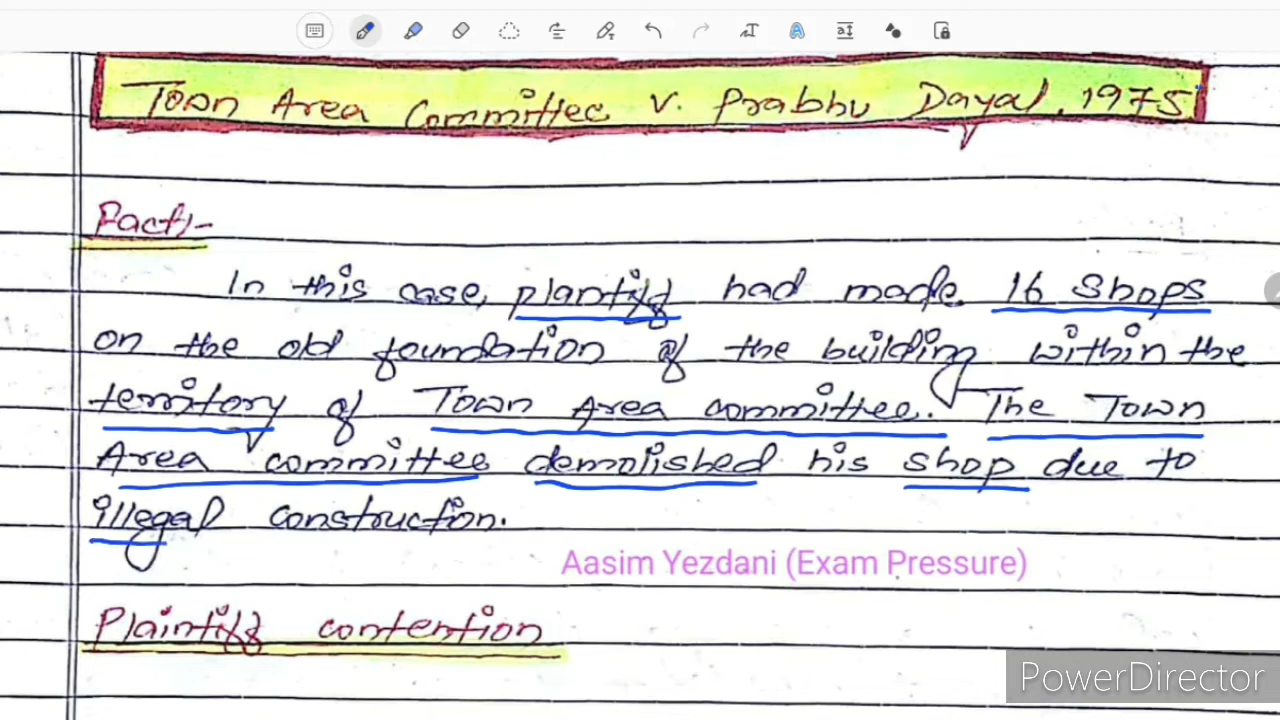 Town Area Committee V. Prabhu Dayal, 1975
Fact:-
In this case, plantiff had made 16 Shops
on the old foundation of the building within the
territory of Town Area committee. The Town
Area committee demolished his shop due to
illegal construction.
Aasim Yezdani (Exam Pressure)
Plaintiff contention
PowerDirector